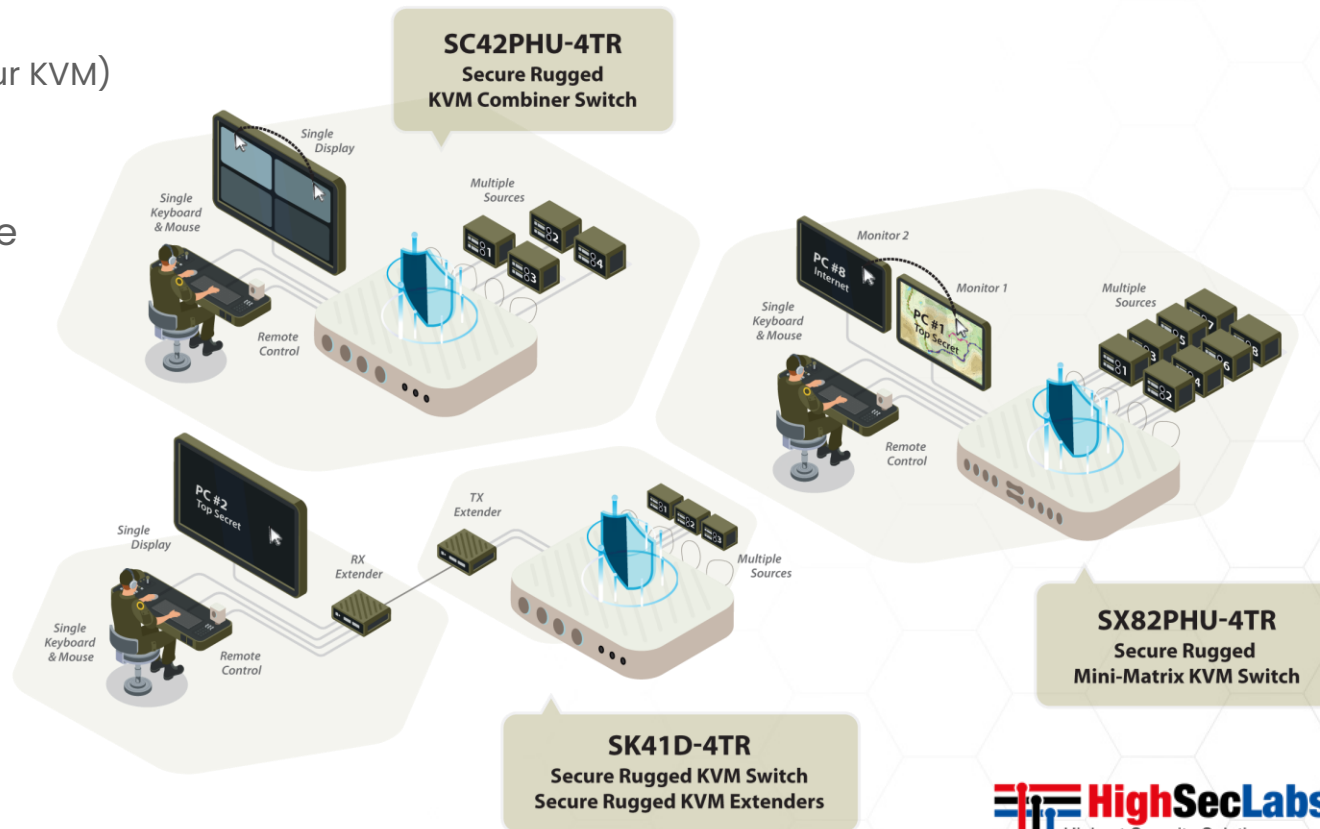 ur KVM)
e
SC42PHU-4TR
Secure Rugged
KVM Combiner Switch
Single
Display
Single
Keyboard
& Mouse
Multiple
Sources
1
2
3
4
Remote
Control
Monitor 2
PC #8
Internet
Monitor 1
PC #1
Top Secret
Single
Keyboard
& Mouse
Multiple
Sources
7
5
8
3
6
1
4
2
Remote
Control
SX82PHU-4TR
Secure Rugged
Mini-Matrix KVM Switch
PC #2
Top Secret
Single
Display
TX
Extender
RX
Extender
1
2
3
Multiple
Sources
Single
Keyboard
& Mouse
Remote
Control
SK41D-4TR
Secure Rugged KVM Switch
Secure Rugged KVM Extenders
HighSecLabs